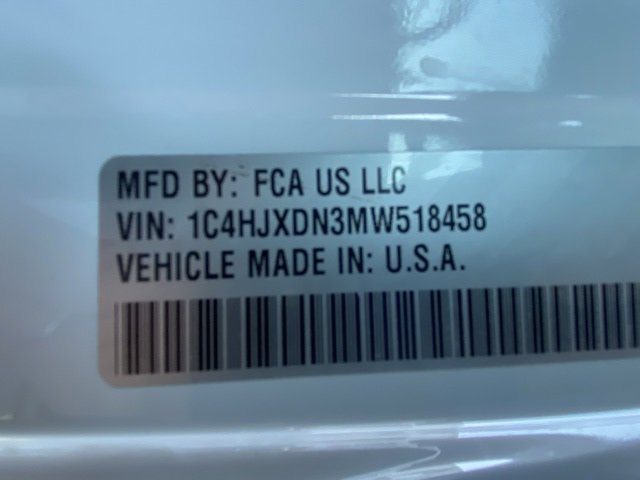 MFD BY: FCA US LLC
VIN: 1C4HJXDN3MW518458
VEHICLE MADE IN: U.S.A.